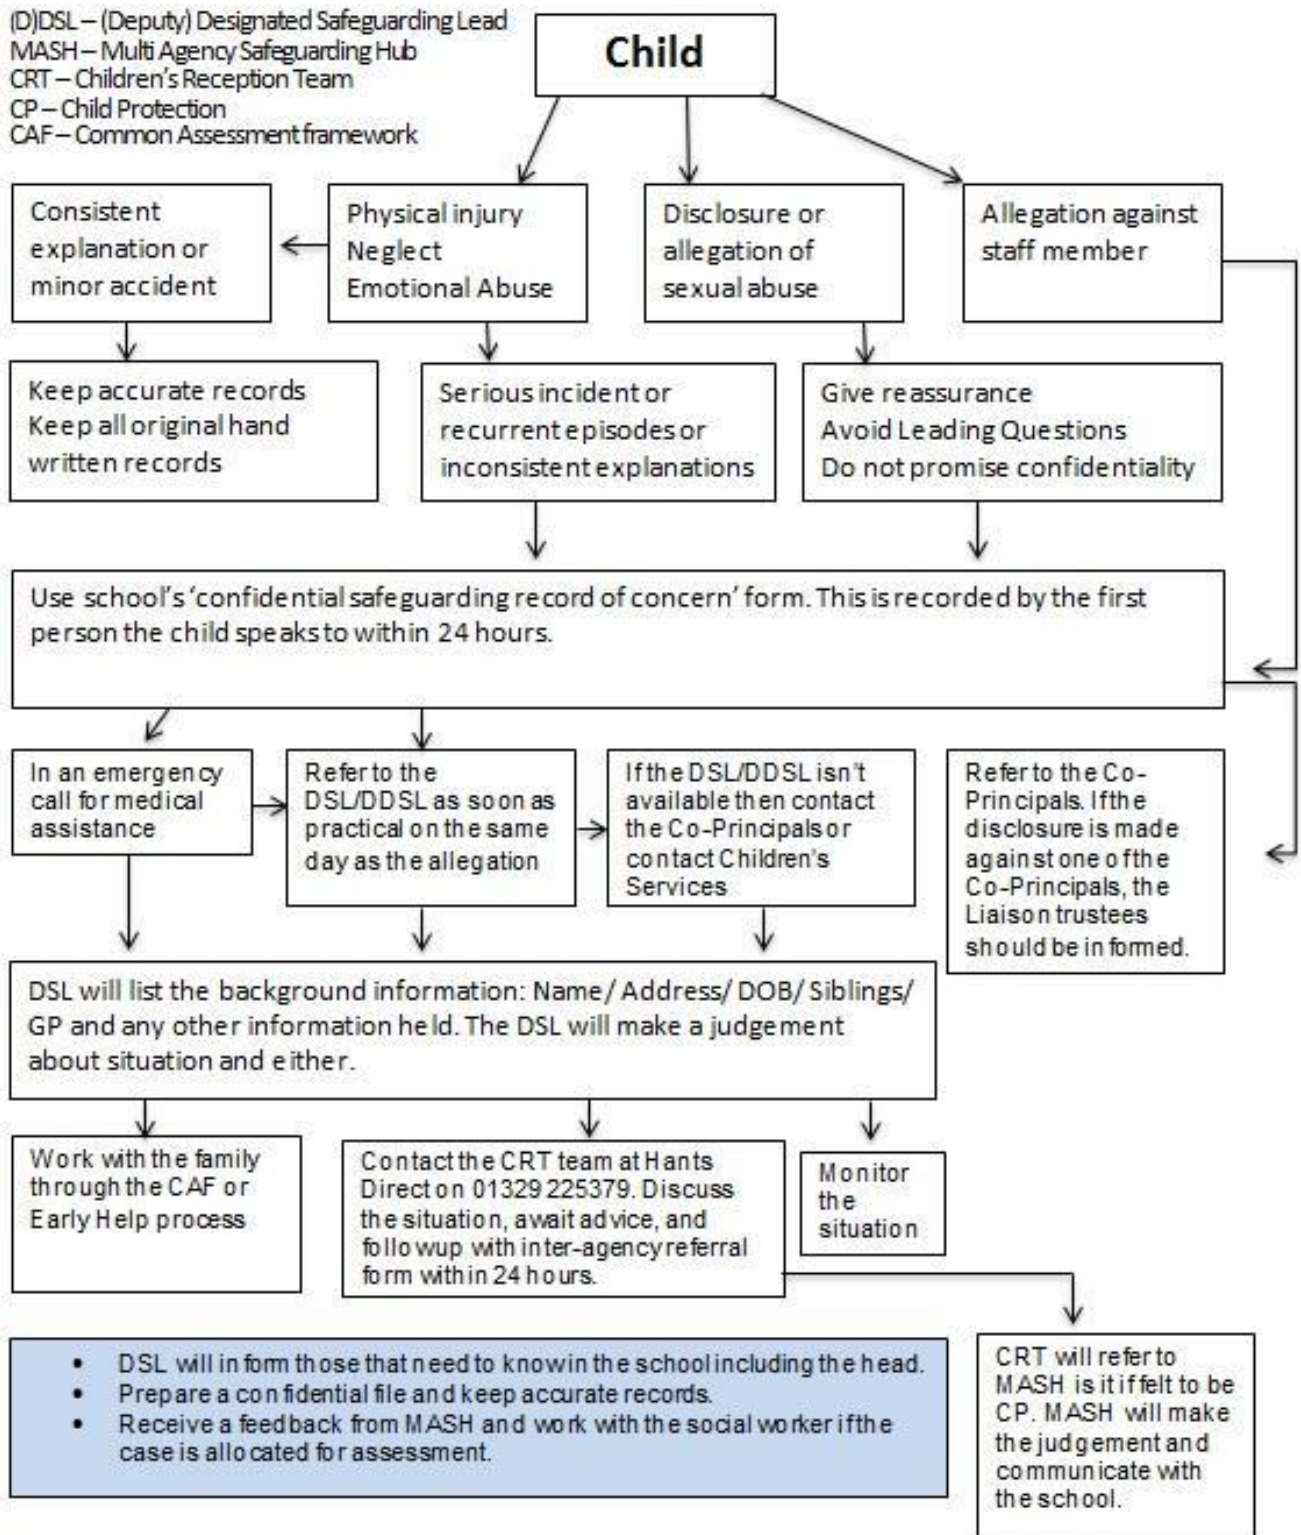 (D)DSL – (Deputy) Designated Safeguarding Lead
MASH – Multi Agency Safeguarding Hub
CRT – Children's Reception Team
CP – Child Protection
CAF – Common Assessment framework
Child
Consistent
explanation or
minor accident
Physical injury
Neglect
Emotional Abuse
Disclosure or
allegation of
sexual abuse
Allegation against
staff member
Keep accurate records
Keep all original hand
written records
Serious incident or
recurrent episodes or
inconsistent explanations
Give reassurance
Avoid Leading Questions
Do not promise confidentiality
Use school's 'confidential safeguarding record of concern' form. This is recorded by the first
person the child speaks to within 24 hours.
In an emergency
call for medical
assistance
Refer to the
DSL/DDSL as soon as
practical on the same
day as the allegation
If the DSL/DDSL isn't
available then contact
the Co-Principals or
contact Children's
Services
Refer to the Co-
Principals. If the
disclosure is made
against one of the
Co-Principals, the
Liaison trustees
should be informed.
DSL will list the background information: Name/ Address/ DOB/ Siblings/
GP and any other information held. The DSL will make a judgement
about situation and either.
Work with the family
through the CAF or
Early Help process
Contact the CRT team at Hants
Direct on 01329 225379. Discuss
the situation, await advice, and
followup with inter-agency referral
form within 24 hours.
Monitor
the
situation
• DSL will inform those that need to know in the school including the head.
• Prepare a confidential file and keep accurate records.
• Receive a feedback from MASH and work with the social worker if the
case is allocated for assessment.
CRT will refer to
MASH is it if felt to be
CP. MASH will make
the judgement and
communicate with
the school.